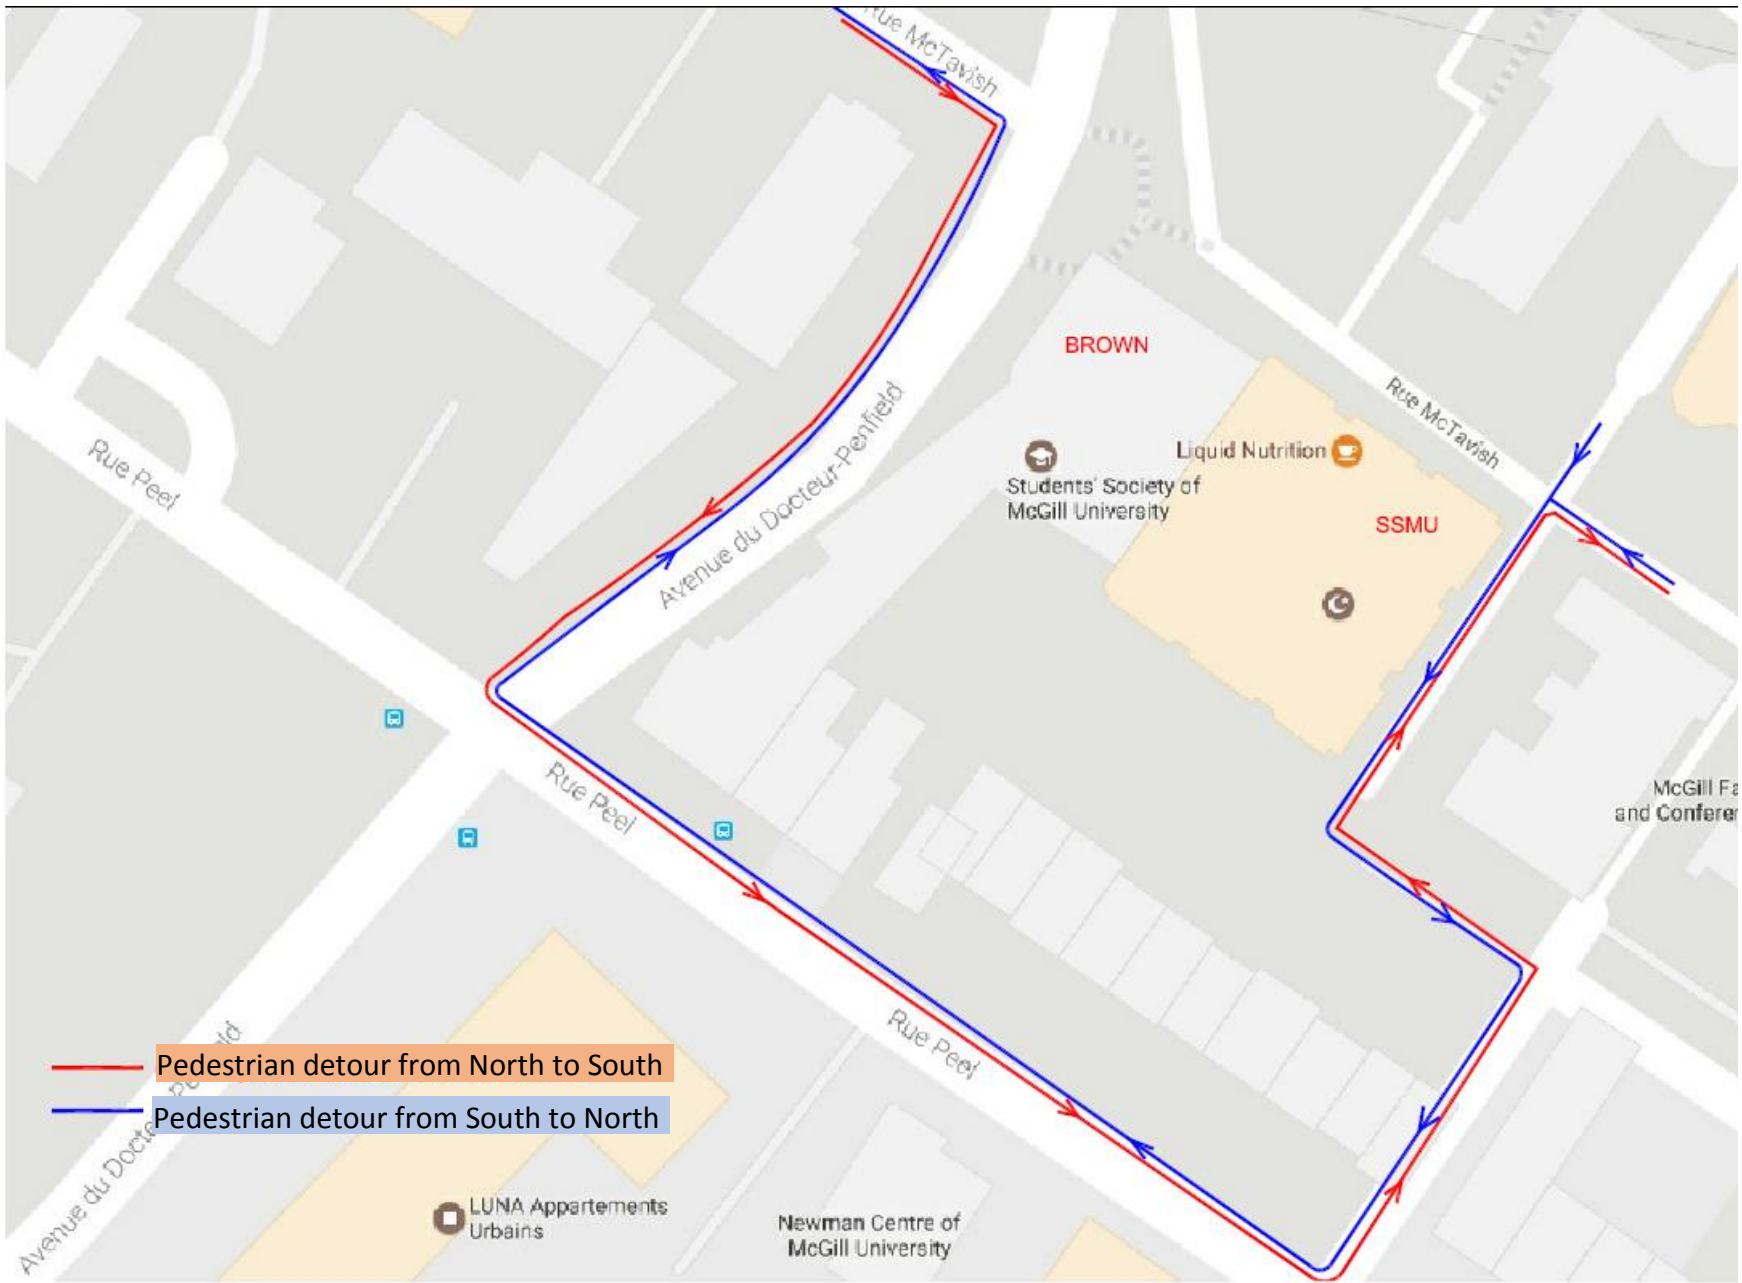 Rue McTavish
BROWN
Rue McTavish
Liquid Nutrition
Students' Society of
McGill University
SSMU
Avenue du Docteur-Penfield
Rue Peel
Rue Peel
McGill Fa
and Conferen
Rue Peel
Pedestrian detour from North to South
Pedestrian detour from South to North
Avenue du Docte
P
ld
LUNA Appartements
Urbains
Newman Centre of
McGill University